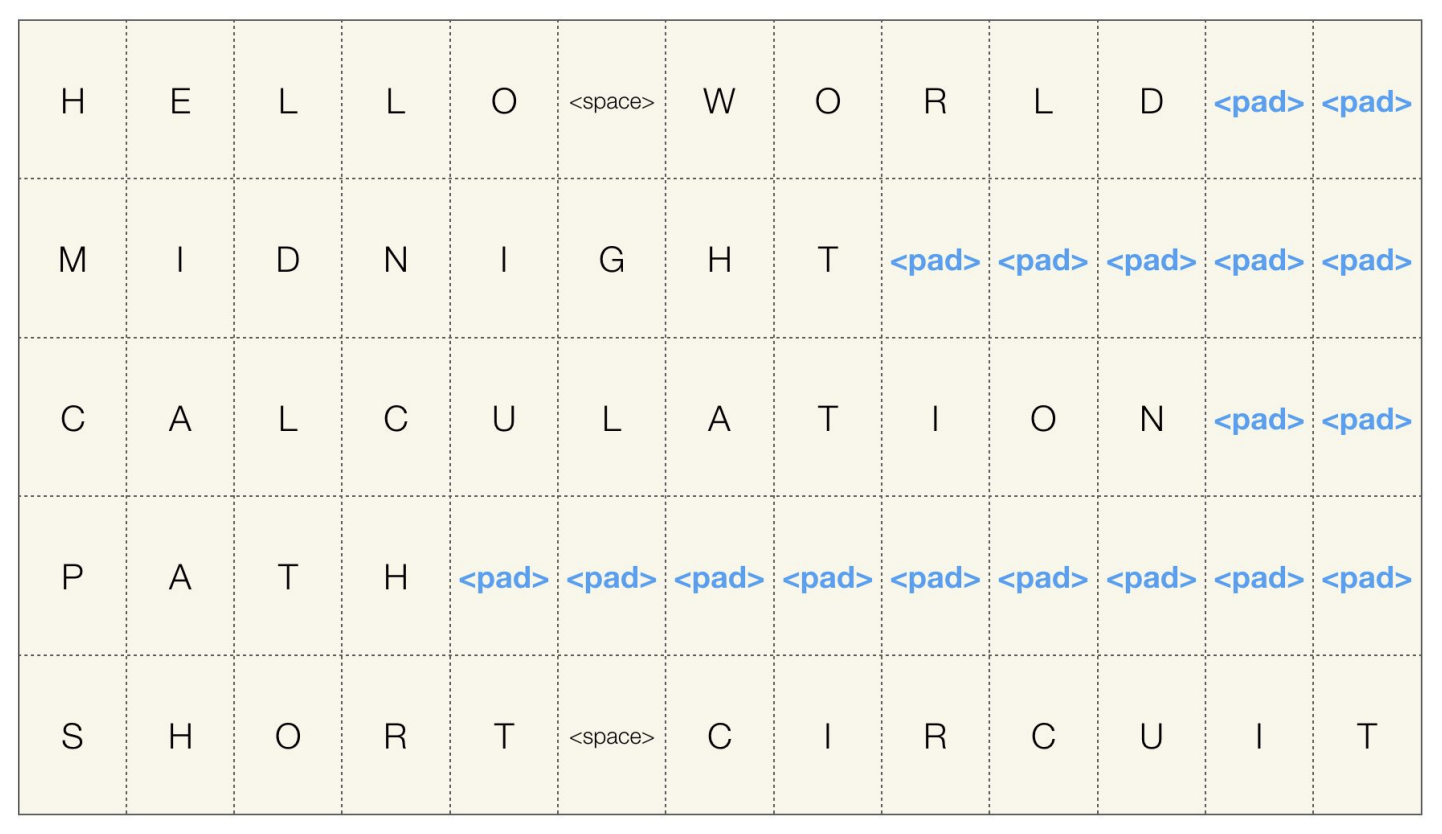 H E L L O <space> W O R L D <pad> <pad>
M I D N I G H T <pad> <pad> <pad> <pad> <pad>
C A L C U L A T I O N <pad> <pad>
P A T H <pad> <pad> <pad> <pad> <pad> <pad> <pad> <pad> <pad>
S H O R T <space> C I R C U I T